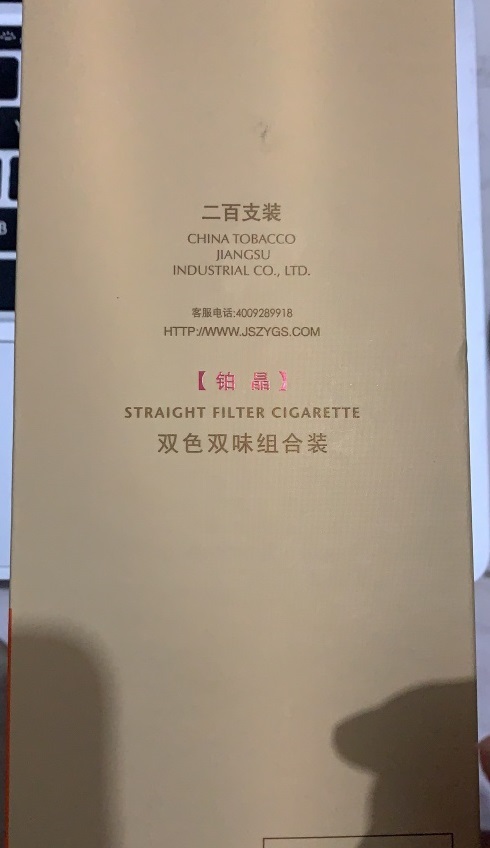 二百支装
CHINA TOBACCO
JIANGSU
INDUSTRIAL CO., LTD.
客服电话:4009289918
HTTP://WWW.JSZYGS.COM
【铂晶】
STRAIGHT FILTER CIGARETTE
双色双味组合装